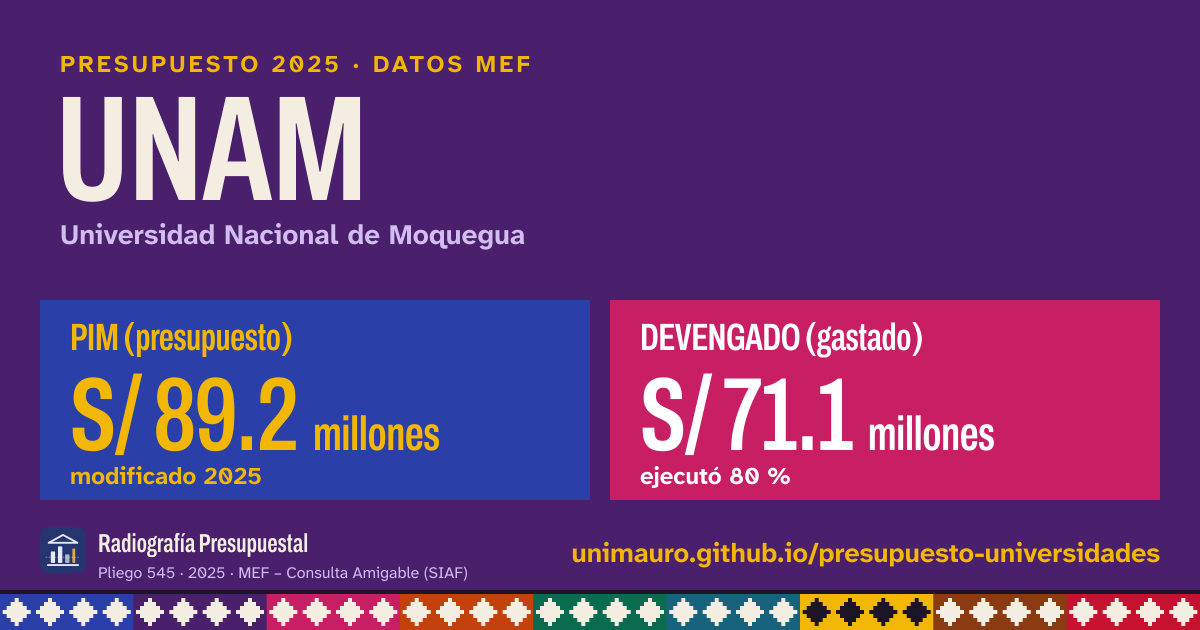 PRESUPUESTO 2025 · DATOS MEF
UNAM
Universidad Nacional de Moquegua
PIM (presupuesto)
S/ 89.2 millones
modificado 2025
DEVENGADO (gastado)
S/ 71.1 millones
ejecutó 80 %
Radiografía Presupuestal
Pliego 545 · 2025 · MEF – Consulta Amigable (SIAF)
unimauro.github.io/presupuesto-universidades